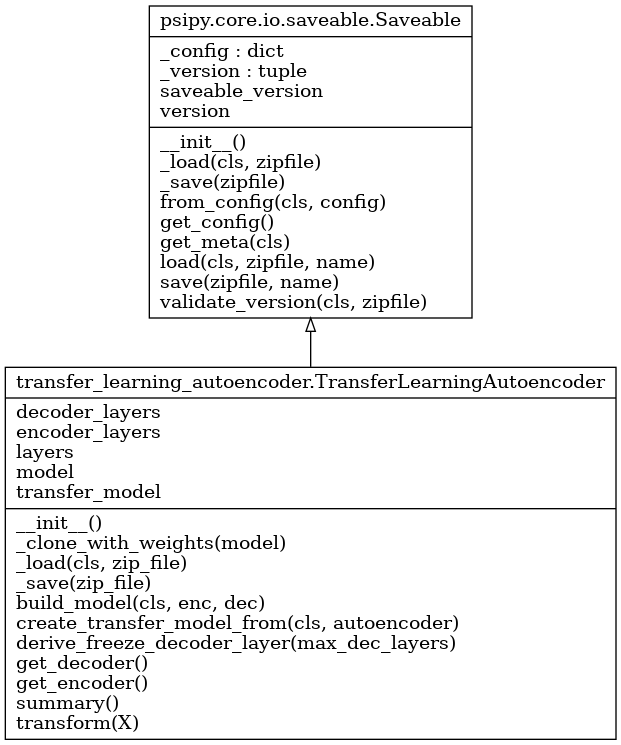 psipy.core.io.saveable.Saveable
_config : dict
_version : tuple
saveable_version
version
__init__()
_load(cls, zipfile)
_save(zipfile)
from_config(cls, config)
get_config()
get_meta(cls)
load(cls, zipfile, name)
save(zipfile, name)
validate_version(cls, zipfile)
transfer_learning_autoencoder.TransferLearningAutoencoder
decoder_layers
encoder_layers
layers
model
transfer_model
__init__()
_clone_with_weights(model)
_load(cls, zip_file)
_save(zip_file)
build_model(cls, enc, dec)
create_transfer_model_from(cls, autoencoder)
derive_freeze_decoder_layer(max_dec_layers)
get_decoder()
get_encoder()
summary()
transform(X)